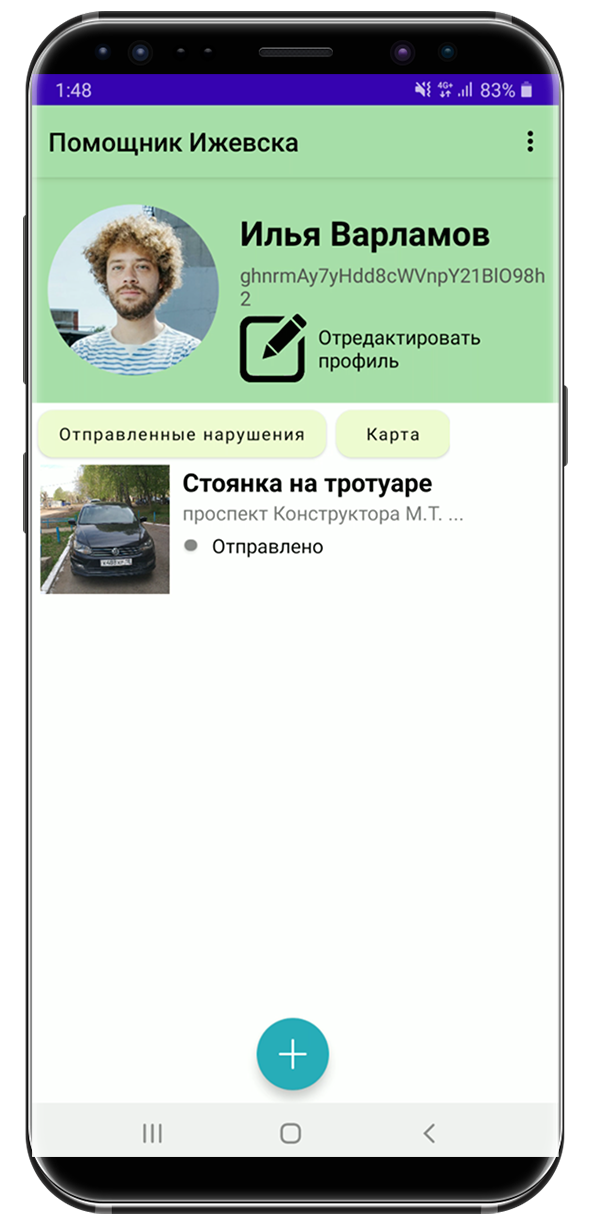 1:48 4G+ 83%
Помощник Ижевска
Илья Варламов
ghnrmAy7yHdd8cWVnpY21BlO98h
2
Отредактировать
профиль
Отправленные нарушения Карта
Стоянка на тротуаре
проспект Конструктора М.Т. ...
Отправлено